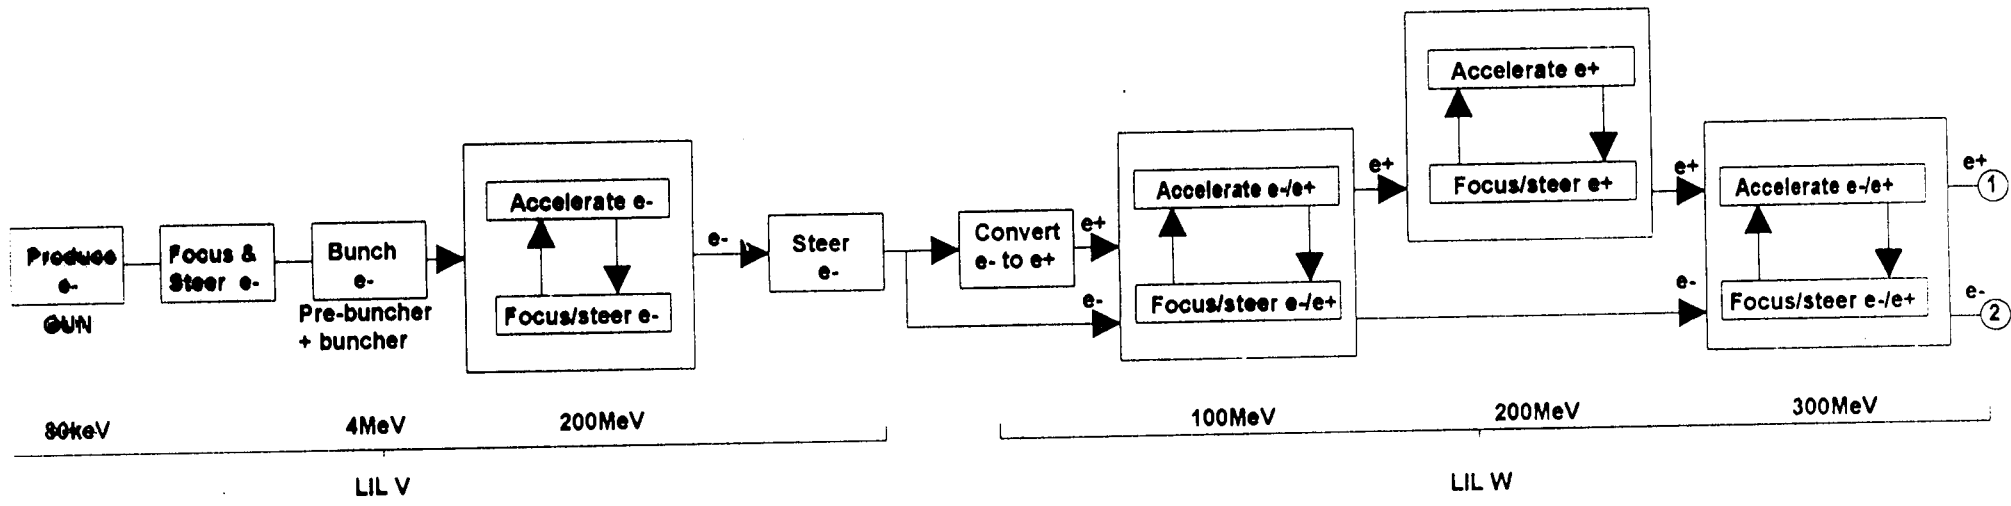 Produce
e-
GUN
Focus &
Steer e-
Bunch
e-
Pre-buncher
+ buncher
Accelerate e-
Focus/steer e-
e-
Steer
e-
Convert
e- to e+
e+
e-
Accelerate e-/e+
Focus/steer e-/e+
e+
Accelerate e+
Focus/steer e+
e+
e-
Accelerate e-/e+
Focus/steer e-/e+
e+
1
e-
2
80keV
4MeV
200MeV
100MeV
200MeV
300MeV
LIL V
LIL W